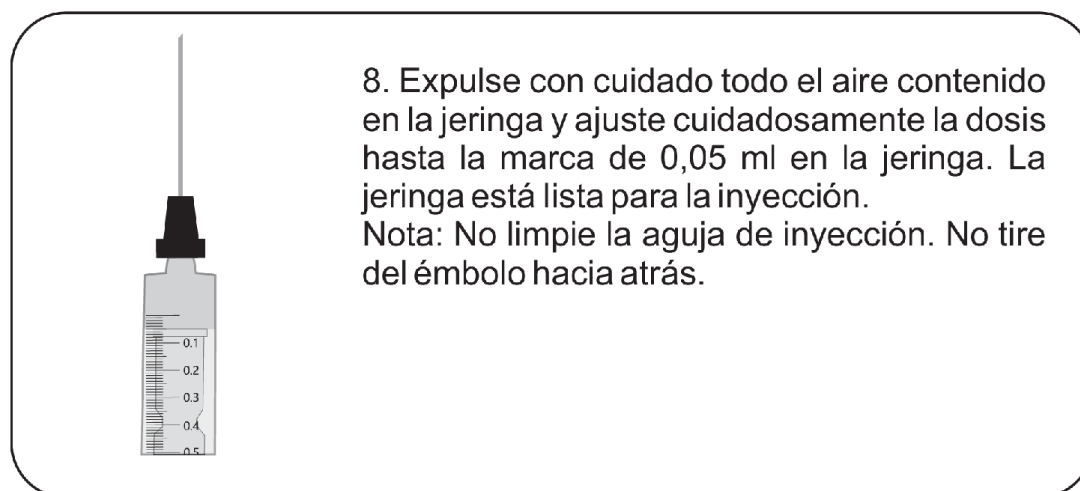 8. Expulse con cuidado todo el aire contenido
en la jeringa y ajuste cuidadosamente la dosis
hasta la marca de 0,05 ml en la jeringa. La
jeringa está lista para la inyección.
Nota: No limpie la aguja de inyección. No tire
del émbolo hacia atrás.
0.1
0.2
0.3
0.4
0.5